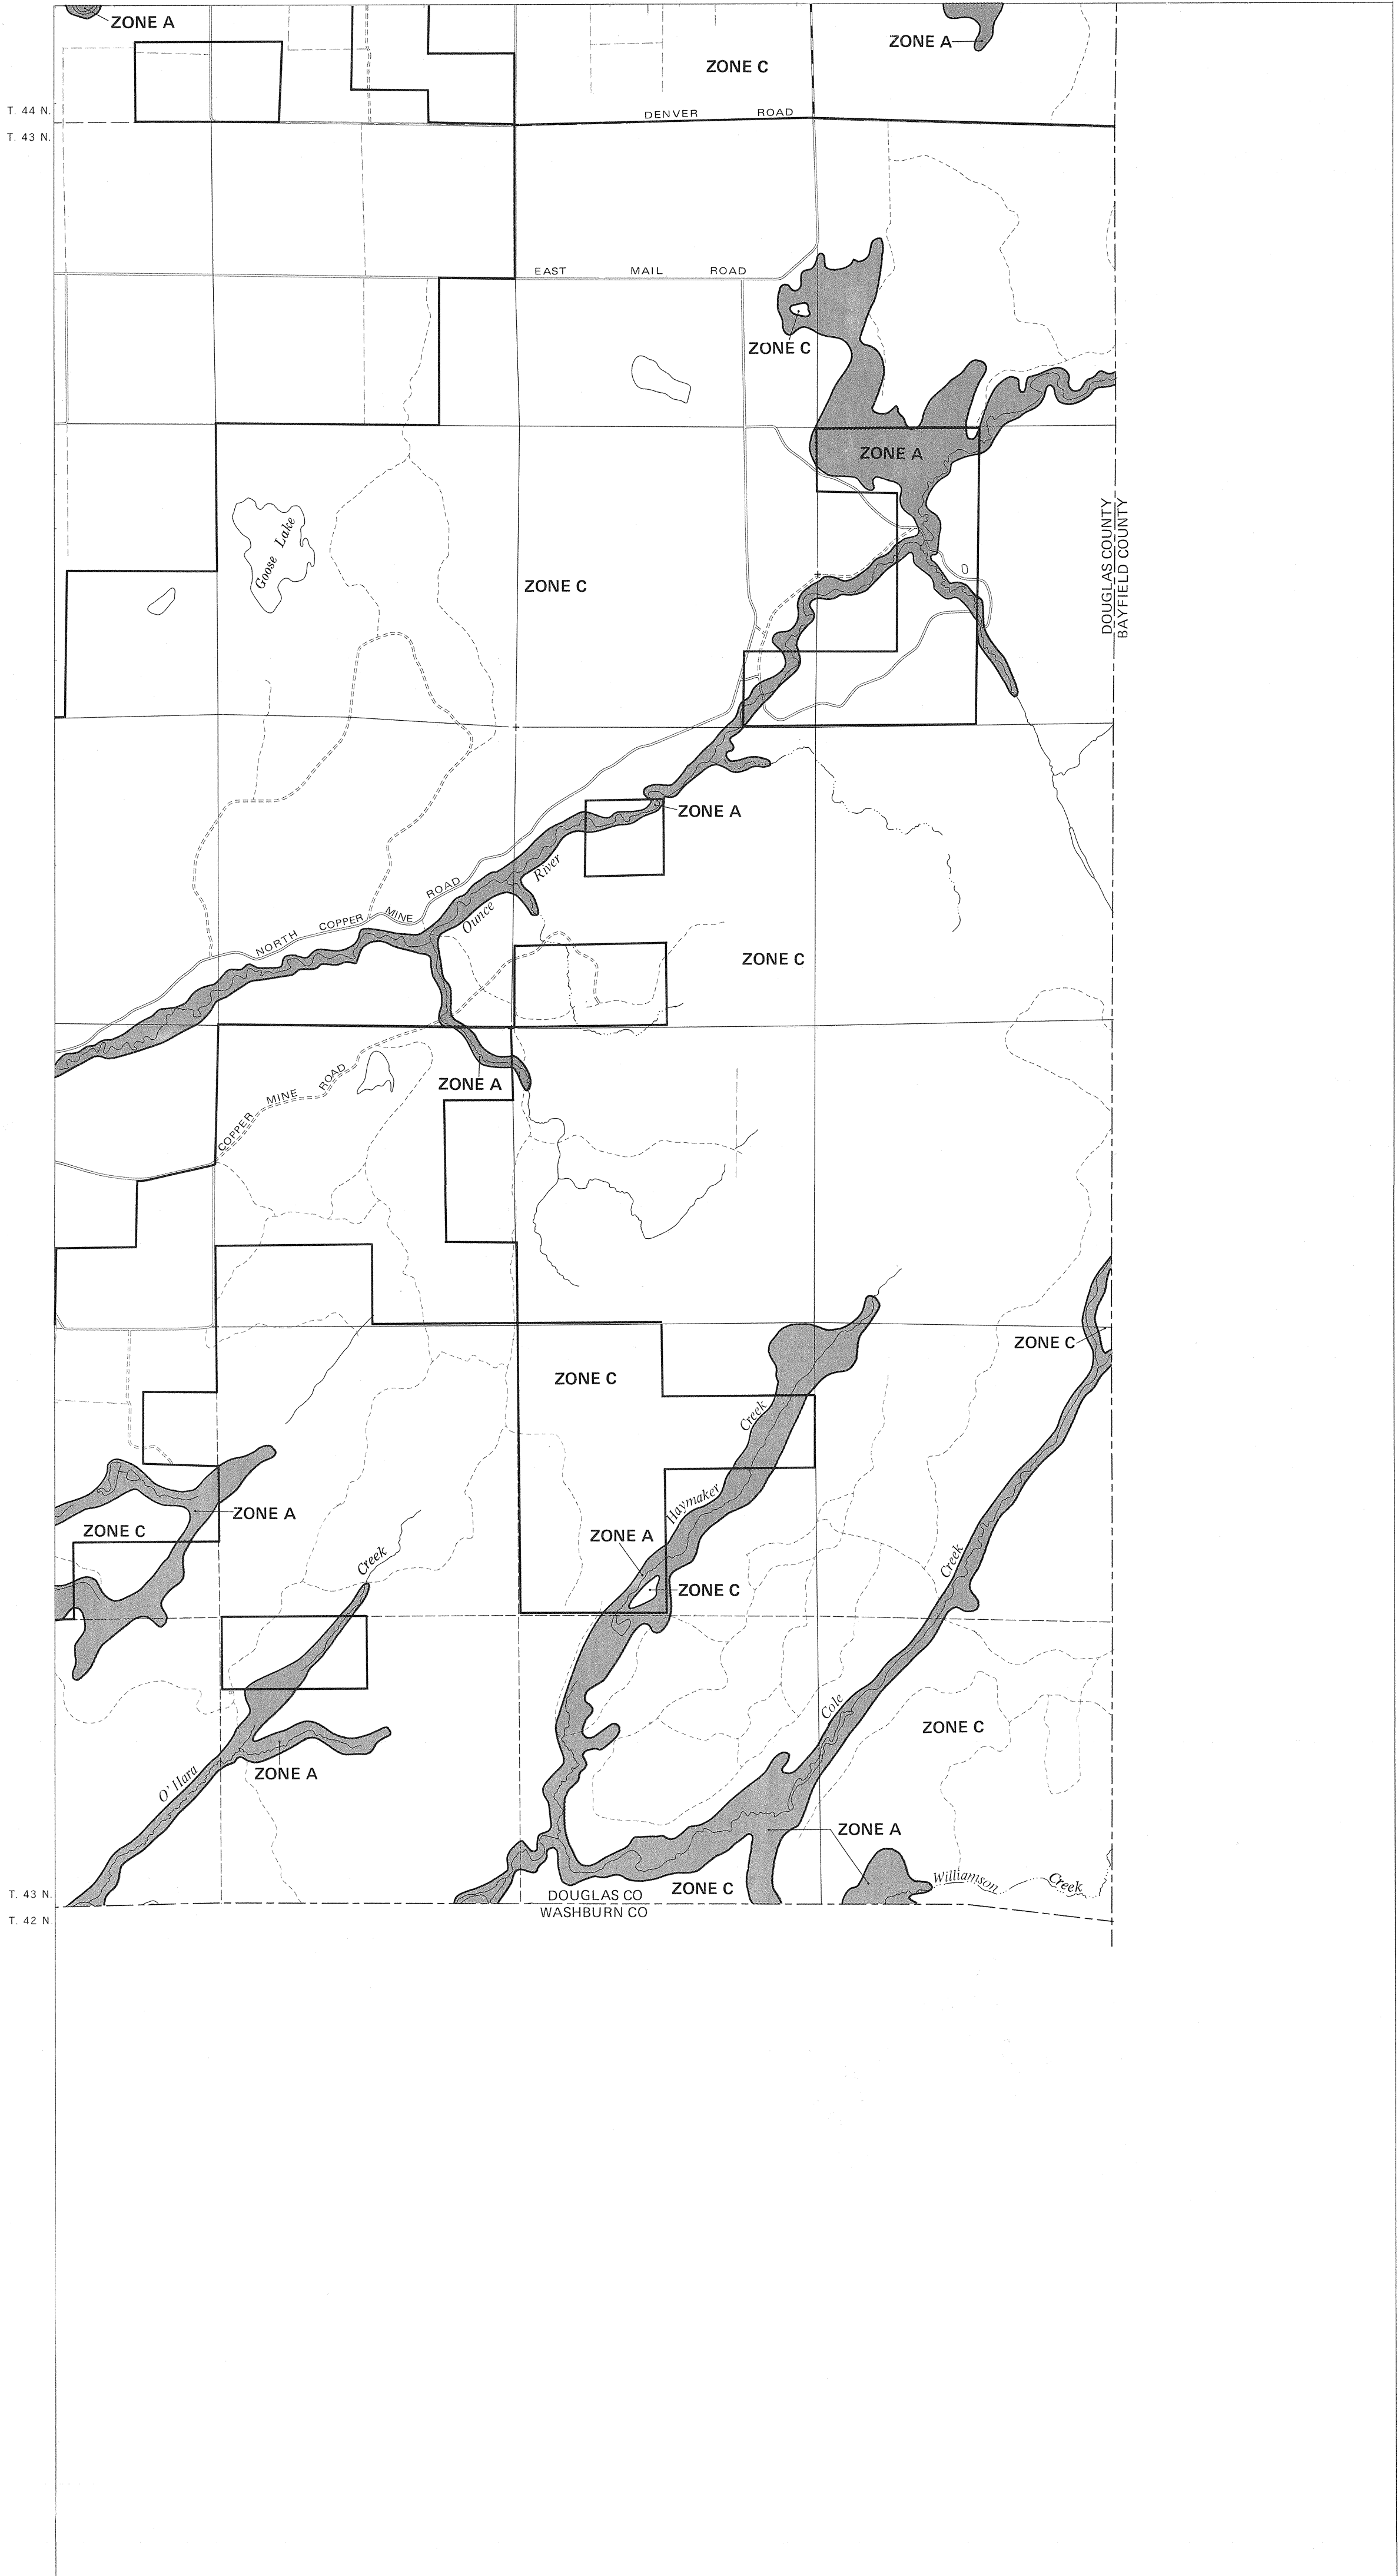 ZONE A
ZONE A
ZONE C
T. 44 N.
DENVER ROAD
T. 43 N.
EAST MAIL ROAD
ZONE C
ZONE A
Goose Lake
DOUGLAS COUNTY
BAYFIELD COUNTY
ZONE C
ZONE A
Ounce River
NORTH COPPER MINE ROAD
ZONE C
COPPER MINE ROAD
ZONE A
ZONE C
ZONE C
Haymaker Creek
ZONE A
ZONE C
ZONE A
ZONE C
Creek
O' Hara
Cole Creek
ZONE C
ZONE A
ZONE A
Williamson Creek
ZONE C
T. 43 N.
DOUGLAS CO
WASHBURN CO
T. 42 N.